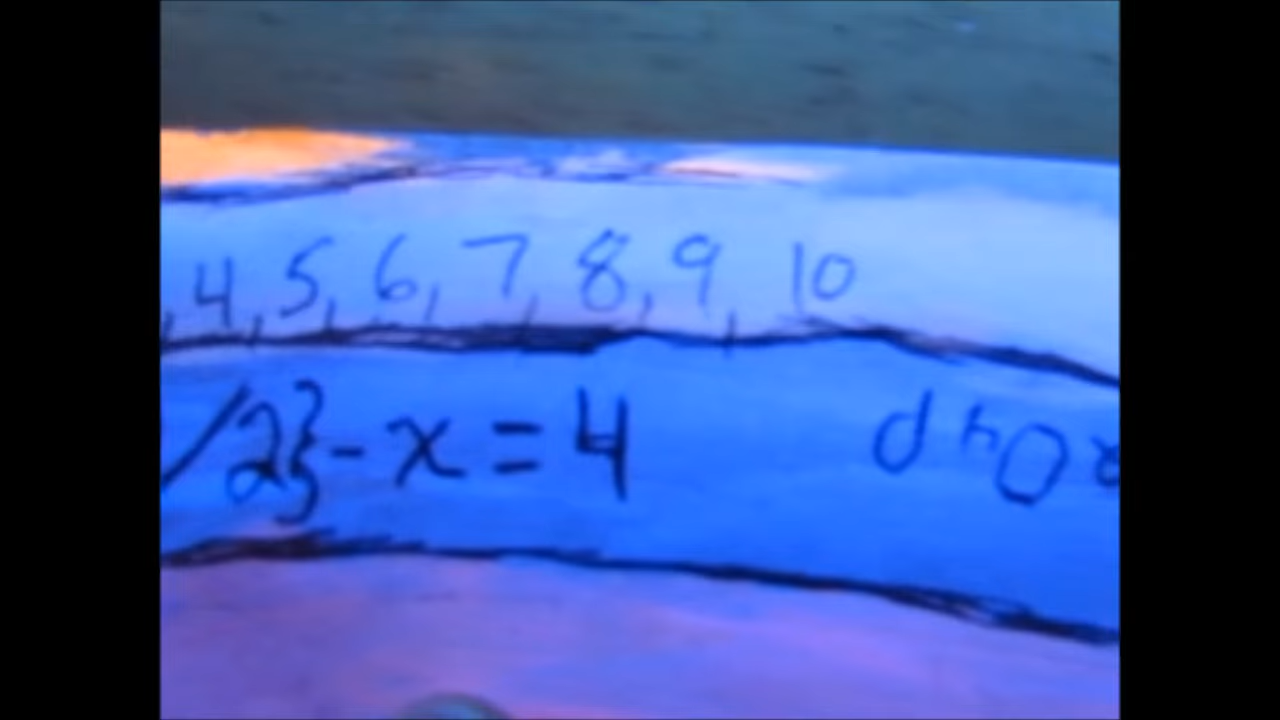 , 4, 5, 6, 7, 8, 9, 10
/2}-x=4